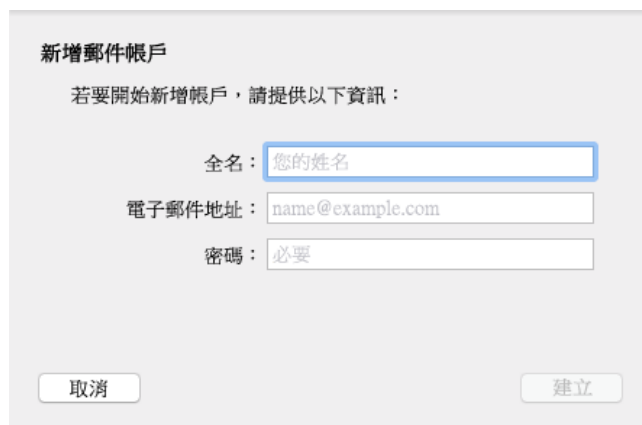 新增郵件帳戶
若要開始新增帳戶，請提供以下資訊：
全名：您的姓名
電子郵件地址：name@example.com
密碼：必要
取消
建立